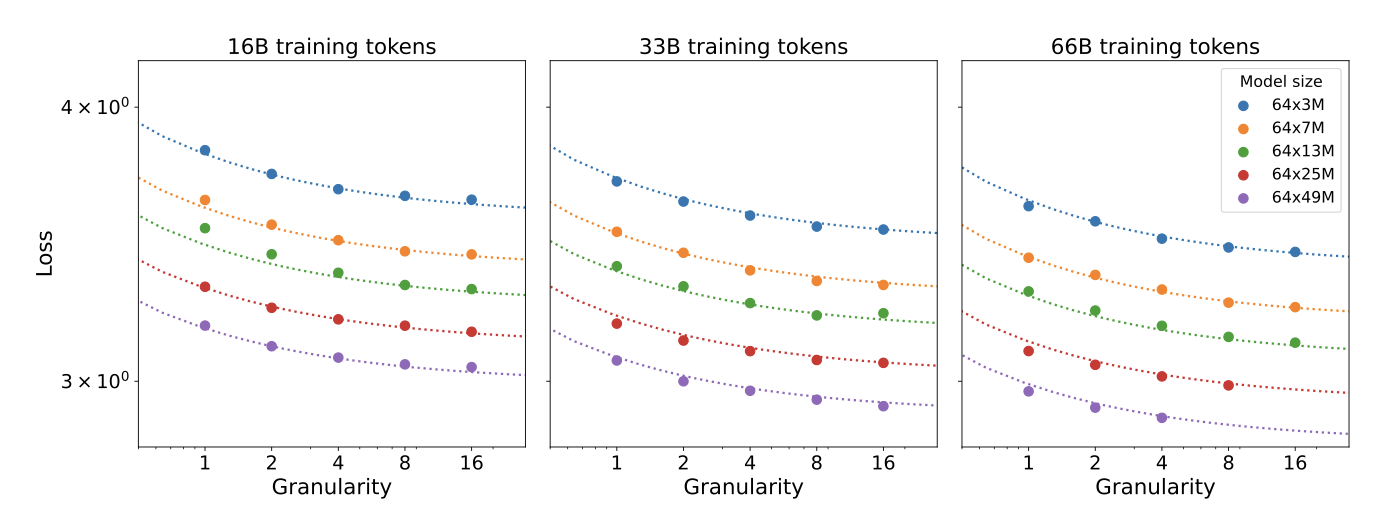 16B training tokens
33B training tokens
66B training tokens
Loss
4 × 10⁰
3 × 10⁰
1 2 4 8 16
Granularity
1 2 4 8 16
Granularity
1 2 4 8 16
Granularity
Model size
64x3M
64x7M
64x13M
64x25M
64x49M